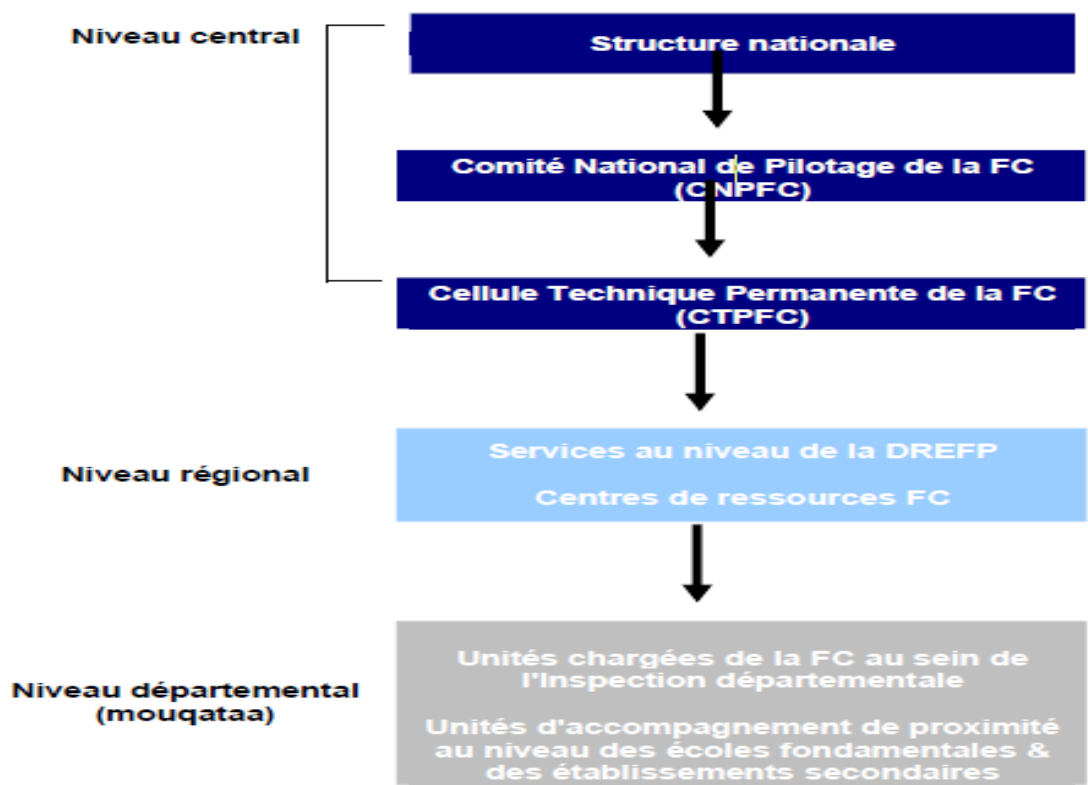 Niveau central
Structure nationale
Comité National de Pilotage de la FC
(CNPFC)
Cellule Technique Permanente de la FC
(CTPFC)
Niveau régional
Services au niveau de la DREFP
Centres de ressources FC
Niveau départemental
(mouqataa)
Unités chargées de la FC au sein de
l'Inspection départementale
Unités d'accompagnement de proximité
au niveau des écoles fondamentales &
des établissements secondaires